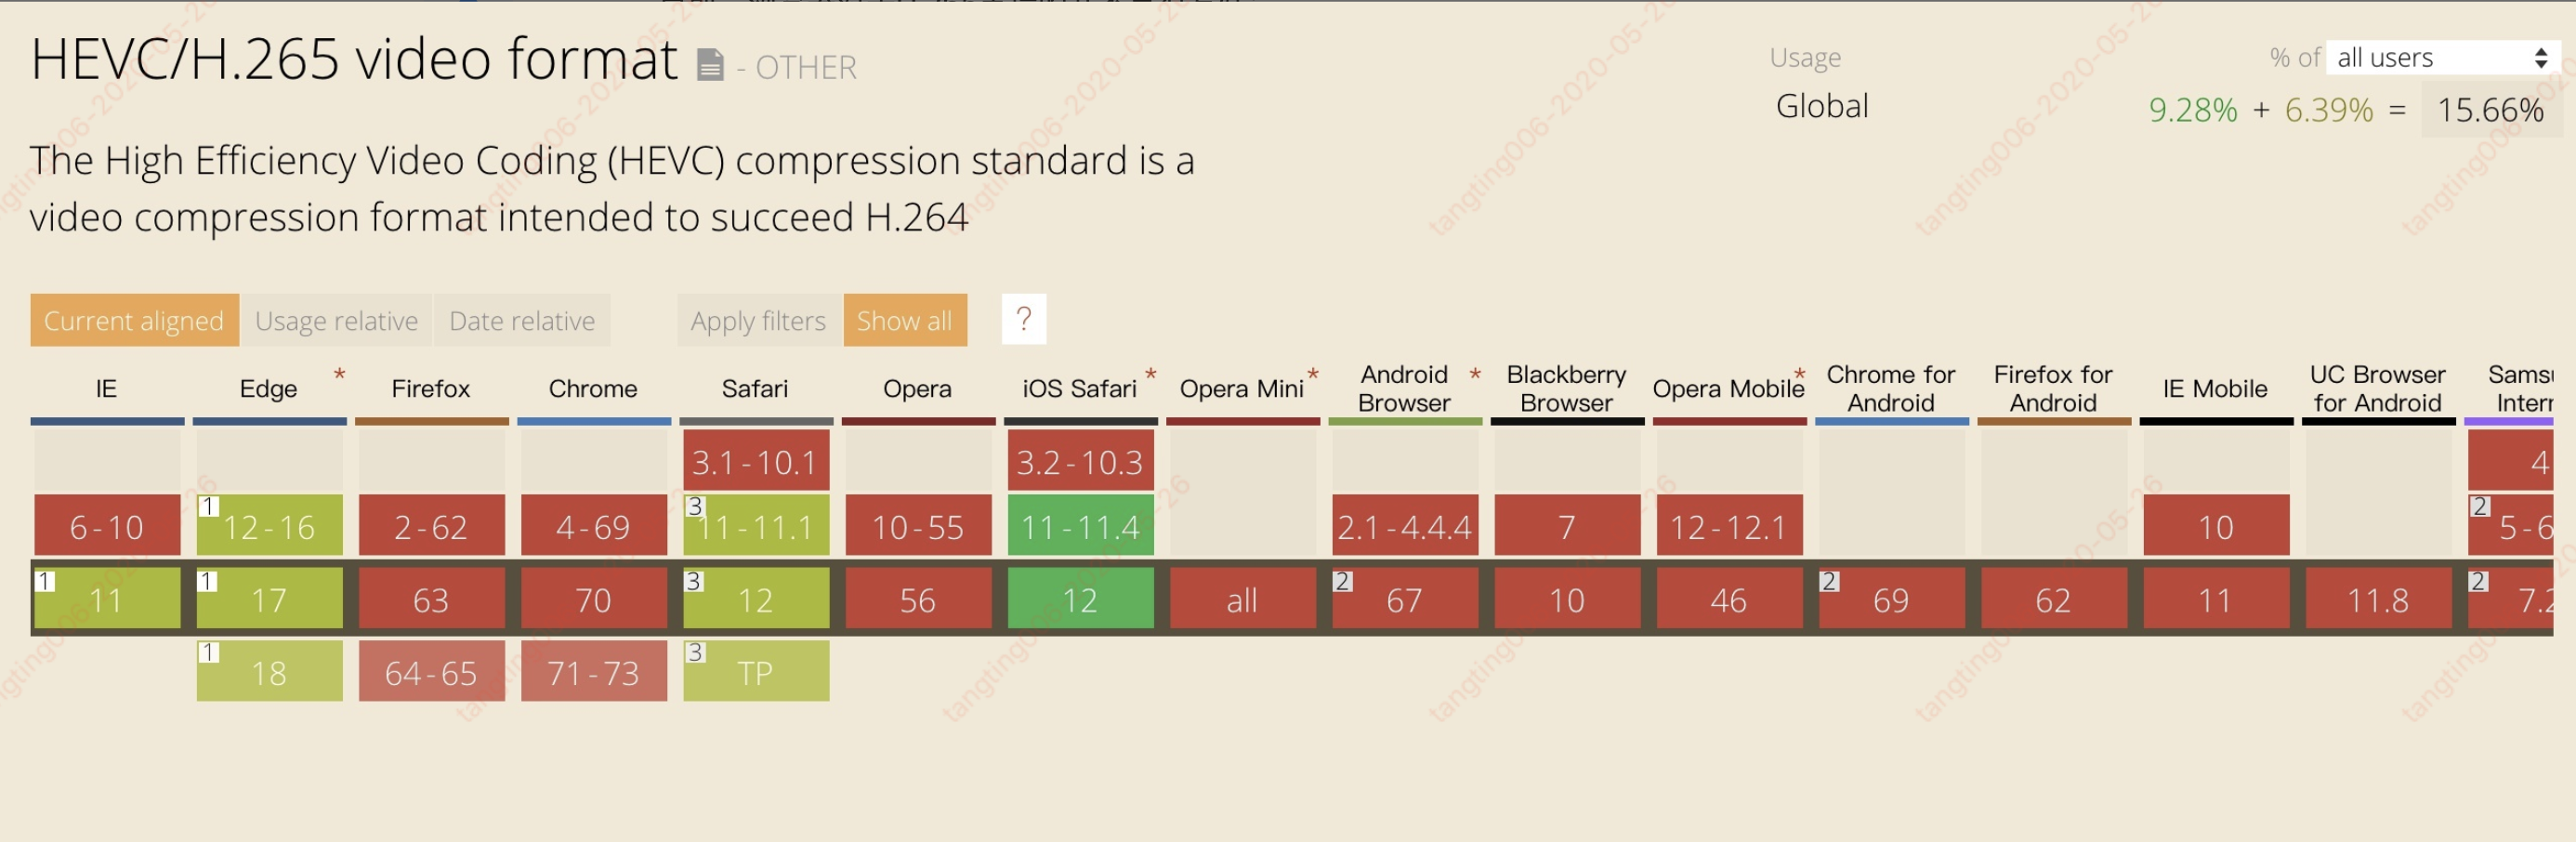 HEVC/H.265 video format - OTHER
Usage
% of all users
Global
9.28% + 6.39% = 15.66%
The High Efficiency Video Coding (HEVC) compression standard is a
video compression format intended to succeed H.264
Current aligned Usage relative Date relative Apply filters Show all ?
IE Edge * Firefox Chrome Safari Opera iOS Safari * Opera Mini * Android Browser * Blackberry Browser Opera Mobile * Chrome for Android Firefox for Android IE Mobile UC Browser for Android
3.1-10.1 3.2-10.3 4
6-10 1 12-16 2-62 4-69 3 11-11.1 10-55 11-11.4 2.1-4.4.4 7 12-12.1 10 2 5-6
1 11 1 17 63 70 3 12 56 12 all 2 67 10 46 2 69 62 11 11.8 2 7.2
1 18 64-65 71-73 3 TP
tangting006-2020-05-26